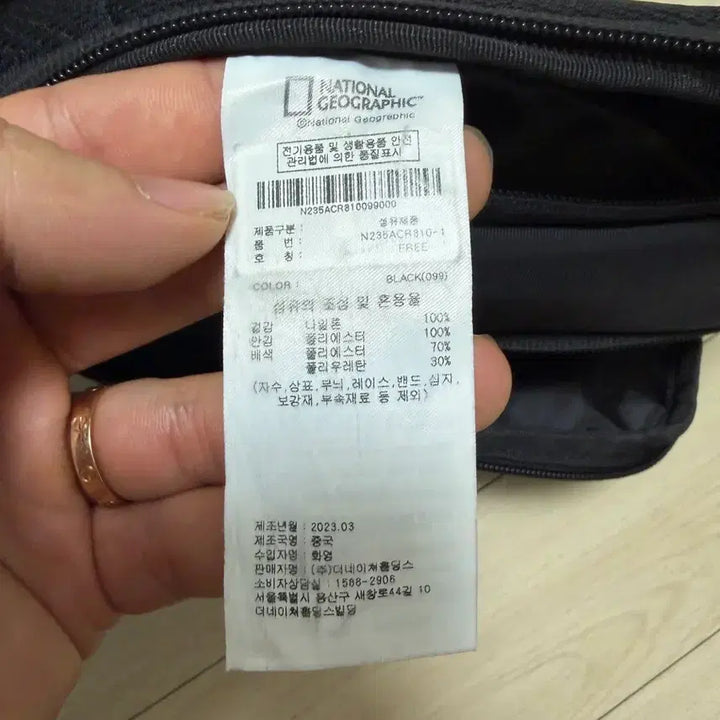 NATIONAL
GEOGRAPHIC™
©National Geographic
전기용품 및 생활용품 안전
관리법에 의한 품질표시
N235ACR810099000
제품구분 : 섬유제품
품 번 : N235ACR810-1
호 칭 : FREE
COLOR : BLACK(099)
섬유의 조성 및 혼용율
겉감 나일론 100%
안감 폴리에스터 100%
배색 폴리에스터 70%
폴리우레탄 30%
(자수,상표,무늬,레이스,밴드,심지,
보강재,부속재료 등 제외)
제조년월 : 2023.03
제조국명 : 중국
수입자명 : 화영
판매자명 : (주)더네이쳐홀딩스
소비자상담실 : 1588-2906
서울특별시 용산구 새창로44길 10
더네이쳐홀딩스빌딩